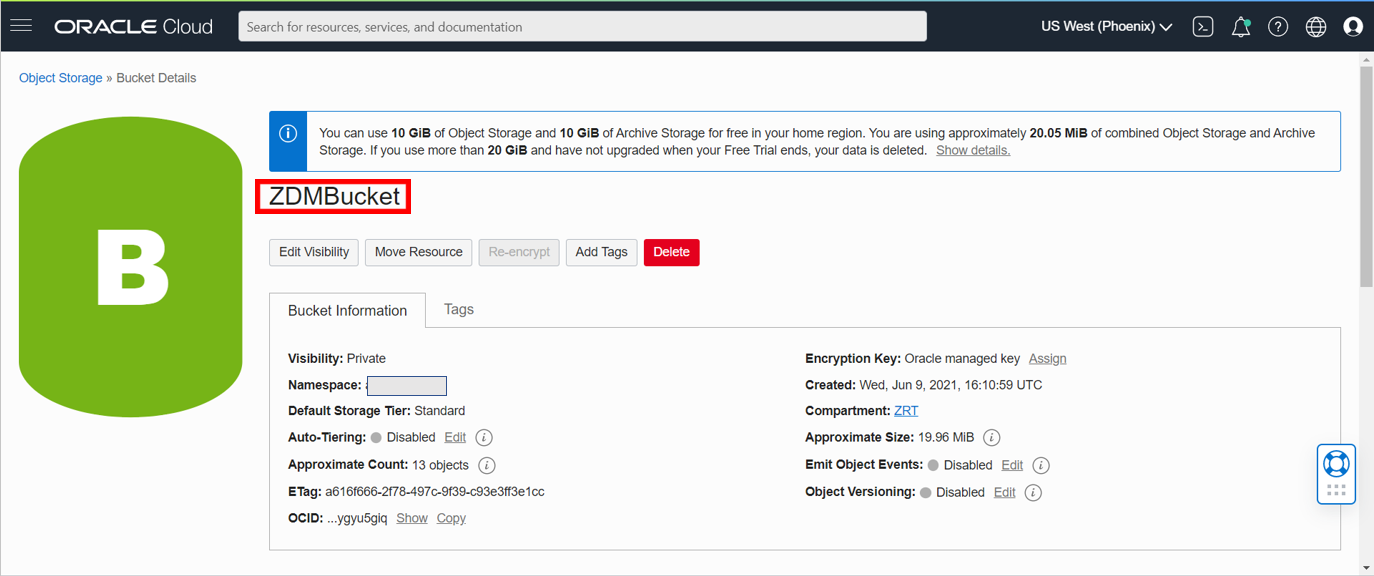 ORACLE Cloud
Search for resources, services, and documentation
US West (Phoenix)
Object Storage » Bucket Details
B
You can use 10 GiB of Object Storage and 10 GiB of Archive Storage for free in your home region. You are using approximately 20.05 MiB of combined Object Storage and Archive
Storage. If you use more than 20 GiB and have not upgraded when your Free Trial ends, your data is deleted. Show details.
ZDMBucket
Edit Visibility Move Resource Re-encrypt Add Tags Delete
Bucket Information Tags
Visibility: Private
Namespace:
Default Storage Tier: Standard
Auto-Tiering: Disabled Edit
Approximate Count: 13 objects
ETag: a616f666-2f78-497c-9f39-c93e3ff3e1cc
OCID: ...ygyu5giq Show Copy
Encryption Key: Oracle managed key Assign
Created: Wed, Jun 9, 2021, 16:10:59 UTC
Compartment: ZRT
Approximate Size: 19.96 MiB
Emit Object Events: Disabled Edit
Object Versioning: Disabled Edit